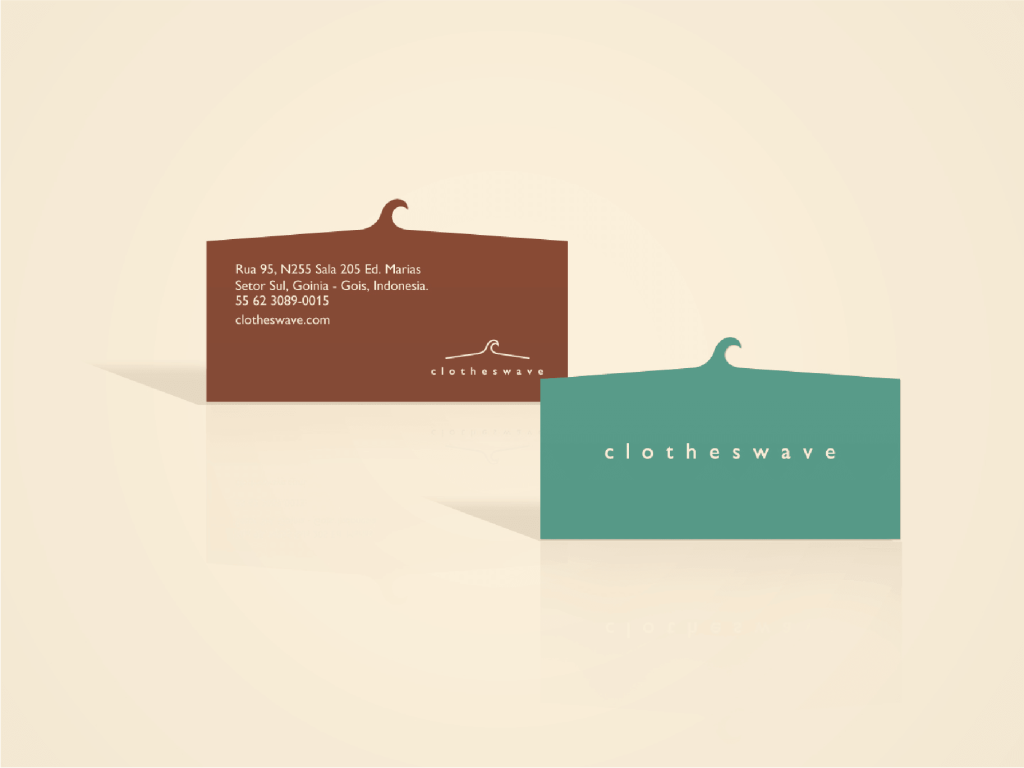 Rua 95, N255 Sala 205 Ed. Marias
Setor Sul, Goinia - Gois, Indonesia.
55 62 3089-0015
clotheswave.com
clotheswave
clotheswave